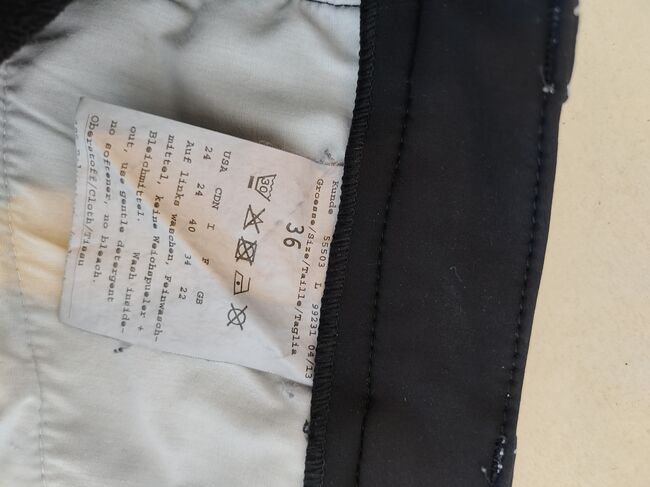 Kunde 55503 L 99231 04/13
Groesse/Size/Taille/Taglia
36
30
USA CDN I F GB
24 24 40 34 22
Auf links waschen, Feinwasch-
mittel, keine Weichspueler +
Bleichmittel. Wash inside-
out, use gentle detergent
no softener, no bleach.
Oberstoff/Cloth/Tissu